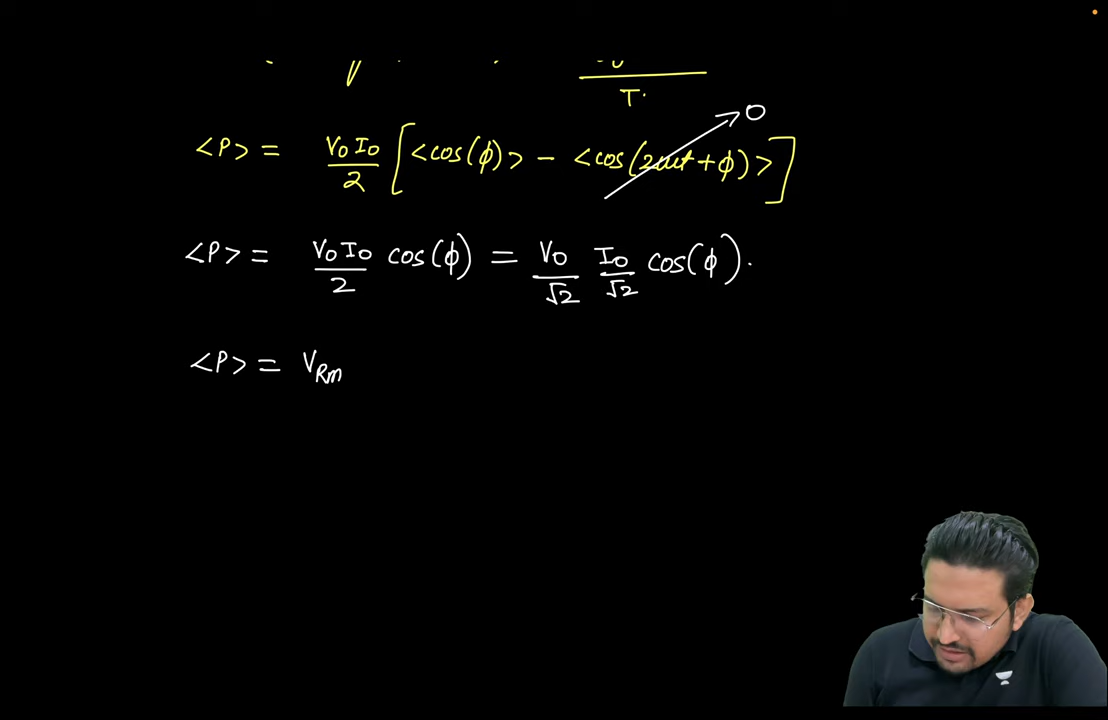 T
<P> = V₀I₀/2 [<cos(ϕ)> − <cos(2ωt + ϕ)>] 0
<P> = V₀I₀/2 cos(ϕ) = V₀/√2 I₀/√2 cos(ϕ).
<P> = V_Rm